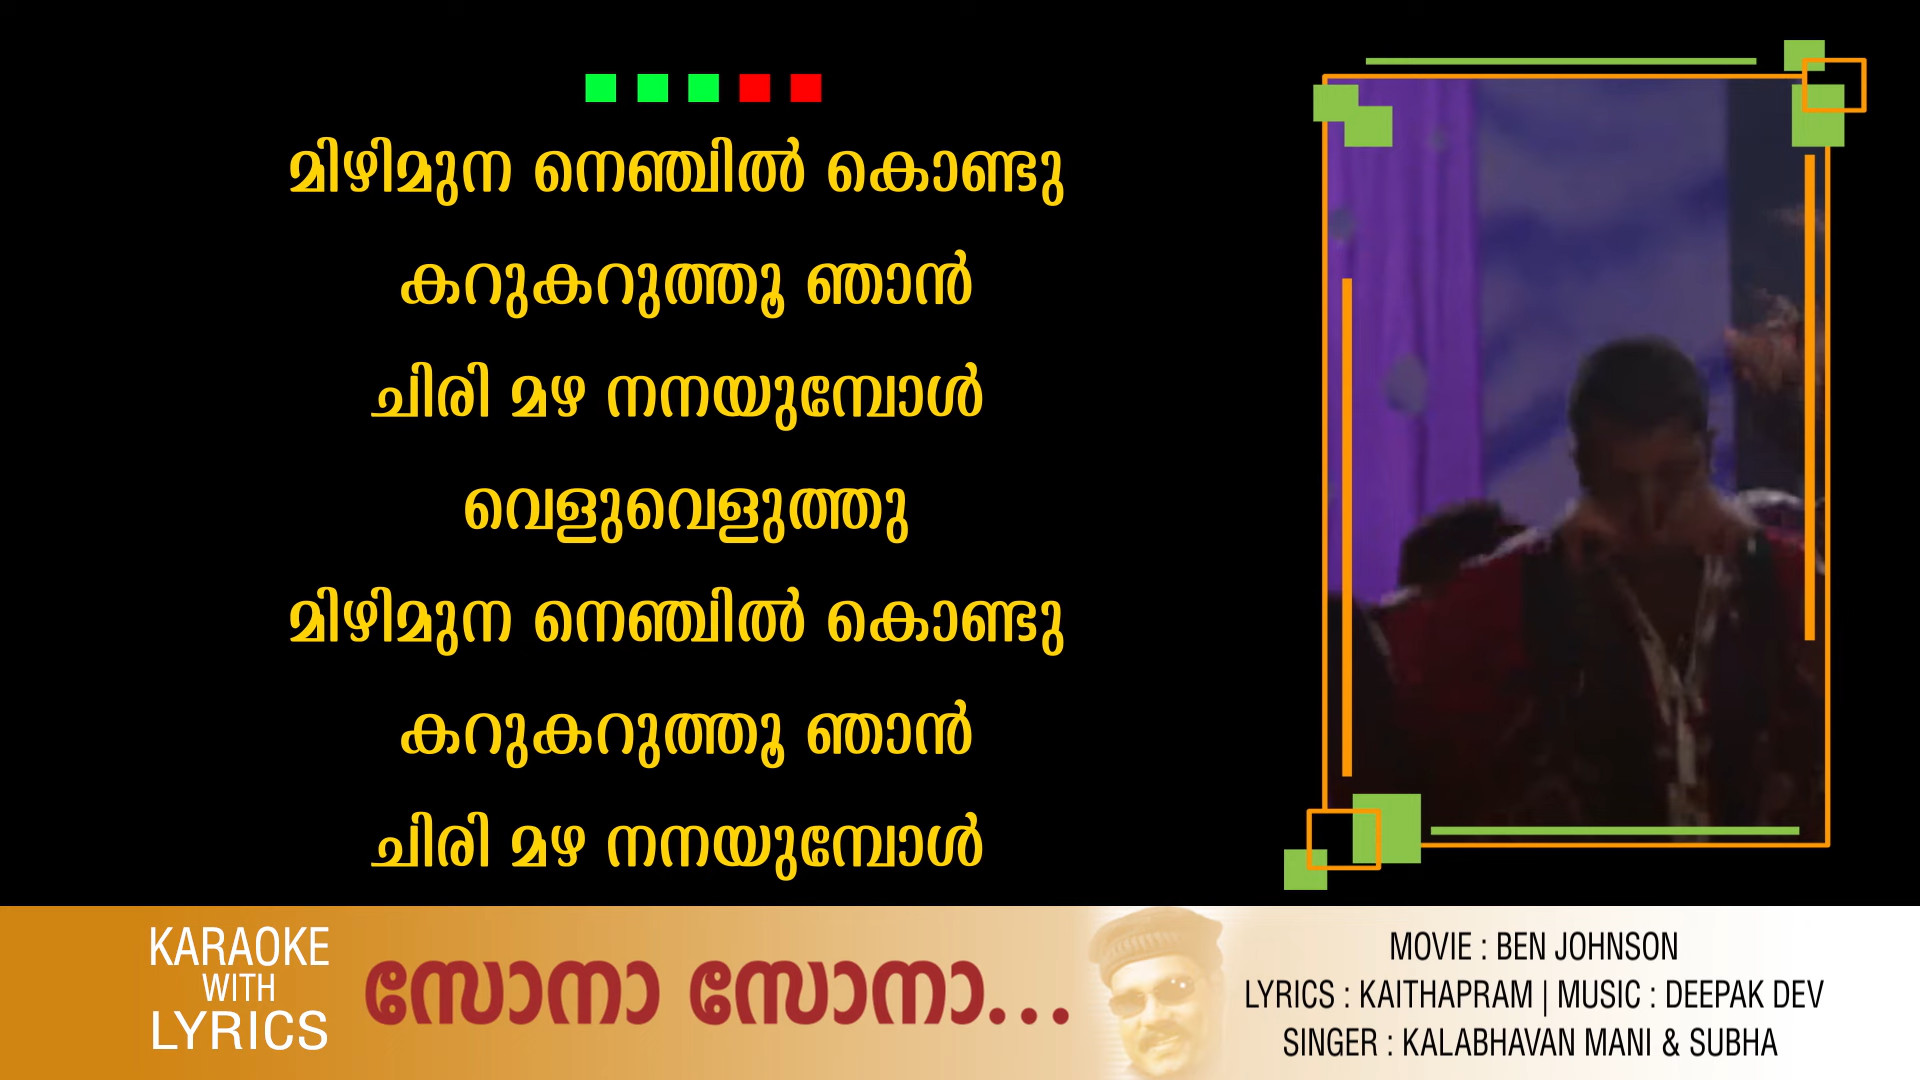 മിഴിമുന നെഞ്ചിൽ കൊണ്ടു
കറുകറുത്തൂ ഞാൻ
ചിരി മഴ നനയുമ്പോൾ
വെളുവെളുത്തു
മിഴിമുന നെഞ്ചിൽ കൊണ്ടു
കറുകറുത്തൂ ഞാൻ
ചിരി മഴ നനയുമ്പോൾ
KARAOKE
WITH
LYRICS
സോനാ സോനാ...
MOVIE : BEN JOHNSON
LYRICS : KAITHAPRAM | MUSIC : DEEPAK DEV
SINGER : KALABHAVAN MANI & SUBHA